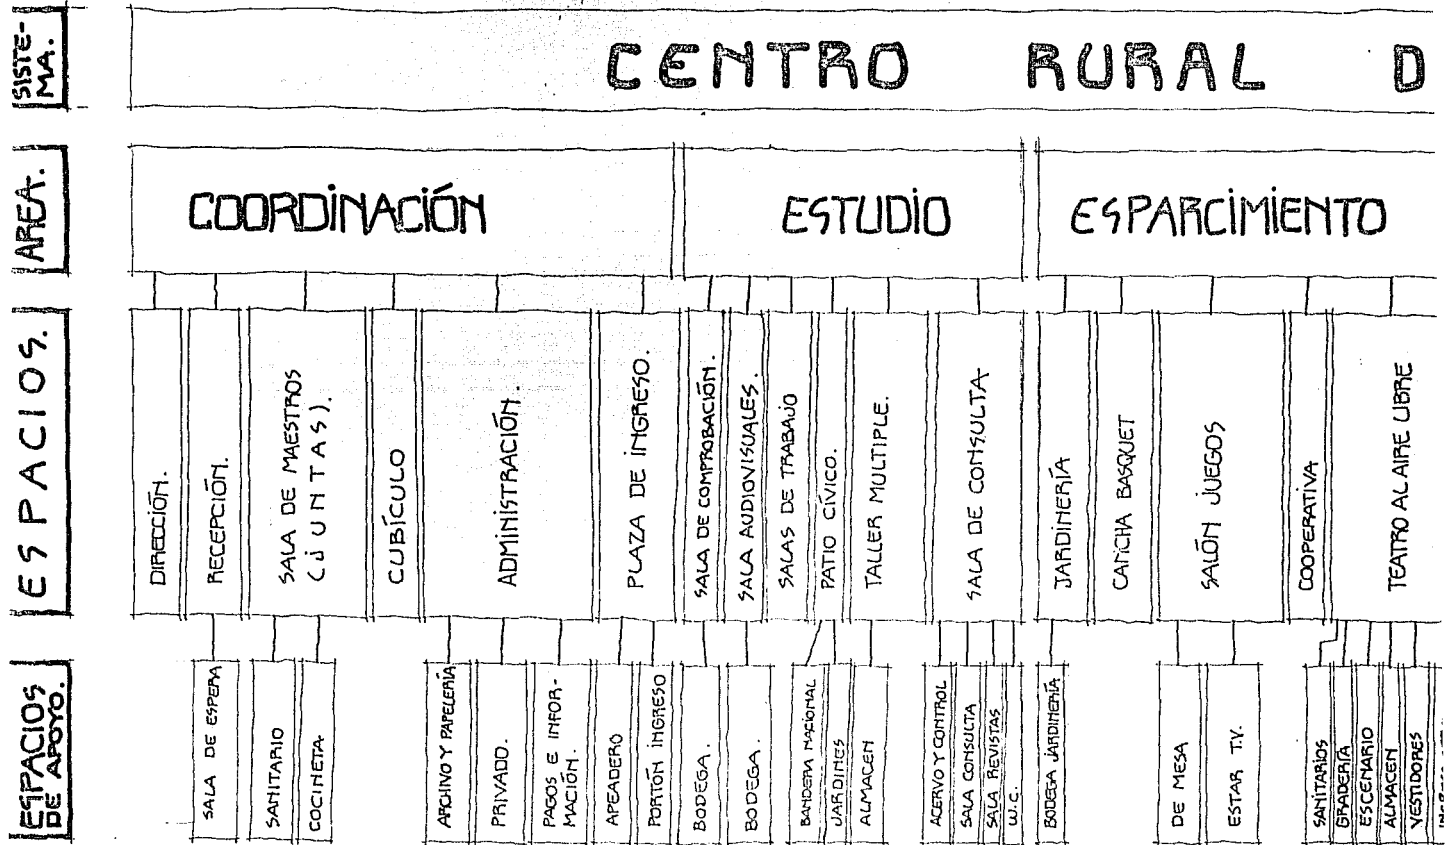 SISTE-
MA.
CENTRO RURAL D
AREA.
COORDINACIÓN
ESTUDIO
ESPARCIMIENTO
ESPACIOS.
DIRECCIÓN.
RECEPCIÓN.
SALA DE MAESTROS
(JUNTAS).
CUBÍCULO
ADMINISTRACIÓN.
PLAZA DE INGRESO.
SALA DE COMPROBACIÓN.
SALA AUDIOVISUALES.
SALAS DE TRABAJO
PATIO CÍVICO.
TALLER MULTIPLE.
SALA DE CONSULTA
JARDINERÍA
CANCHA BASQUET
SALÓN JUEGOS
COOPERATIVA
TEATRO AL AIRE LIBRE
ESPACIOS
DE APOYO.
SALA DE ESPERA
SANITARIO
COCINETA.
ARCHIVO Y PAPELERÍA
PRIVADO.
PAGOS E INFOR-
MACIÓN.
APEADERO
PORTÓN INGRESO
BODEGA.
BODEGA.
BANDERA NACIONAL
JARDINES
ALMACEN
ACERVO Y CONTROL
SALA CONSULTA
SALA REVISTAS
W.C.
BODEGA JARDINERÍA
DE MESA
ESTAR T.V.
SANITARIOS
GRADERÍA
ESCENARIO
ALMACEN
VESTIDORES